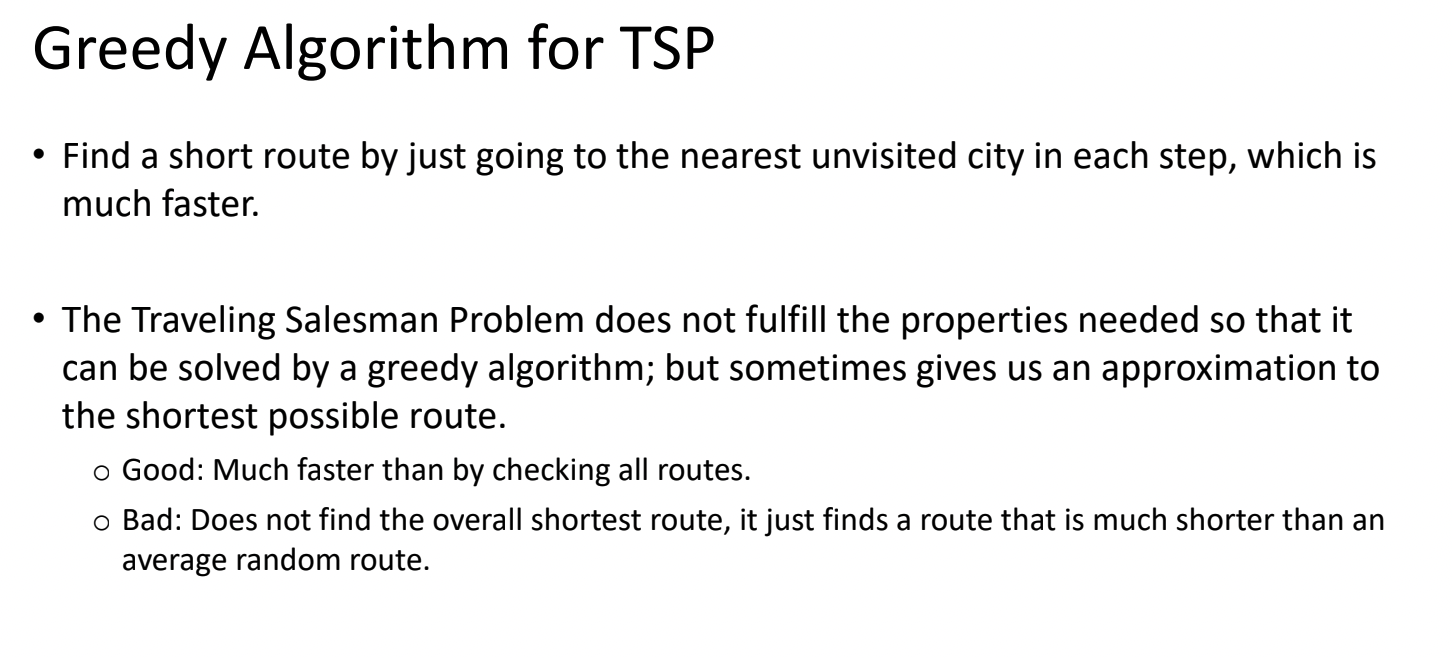 Greedy Algorithm for TSP
• Find a short route by just going to the nearest unvisited city in each step, which is
much faster.
• The Traveling Salesman Problem does not fulfill the properties needed so that it
can be solved by a greedy algorithm; but sometimes gives us an approximation to
the shortest possible route.
○ Good: Much faster than by checking all routes.
○ Bad: Does not find the overall shortest route, it just finds a route that is much shorter than an
average random route.